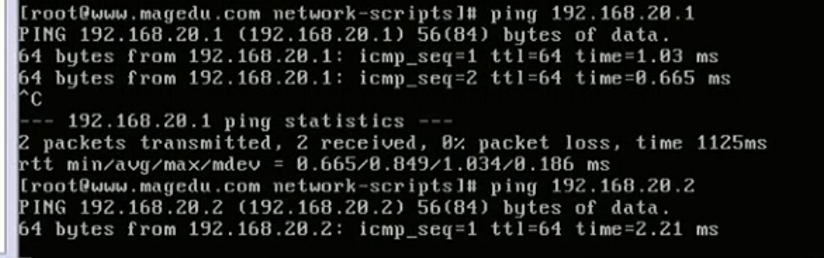 [root@www.magedu.com network-scripts]# ping 192.168.20.1
PING 192.168.20.1 (192.168.20.1) 56(84) bytes of data.
64 bytes from 192.168.20.1: icmp_seq=1 ttl=64 time=1.03 ms
64 bytes from 192.168.20.1: icmp_seq=2 ttl=64 time=0.665 ms
^C
--- 192.168.20.1 ping statistics ---
2 packets transmitted, 2 received, 0% packet loss, time 1125ms
rtt min/avg/max/mdev = 0.665/0.849/1.034/0.186 ms
[root@www.magedu.com network-scripts]# ping 192.168.20.2
PING 192.168.20.2 (192.168.20.2) 56(84) bytes of data.
64 bytes from 192.168.20.2: icmp_seq=1 ttl=64 time=2.21 ms